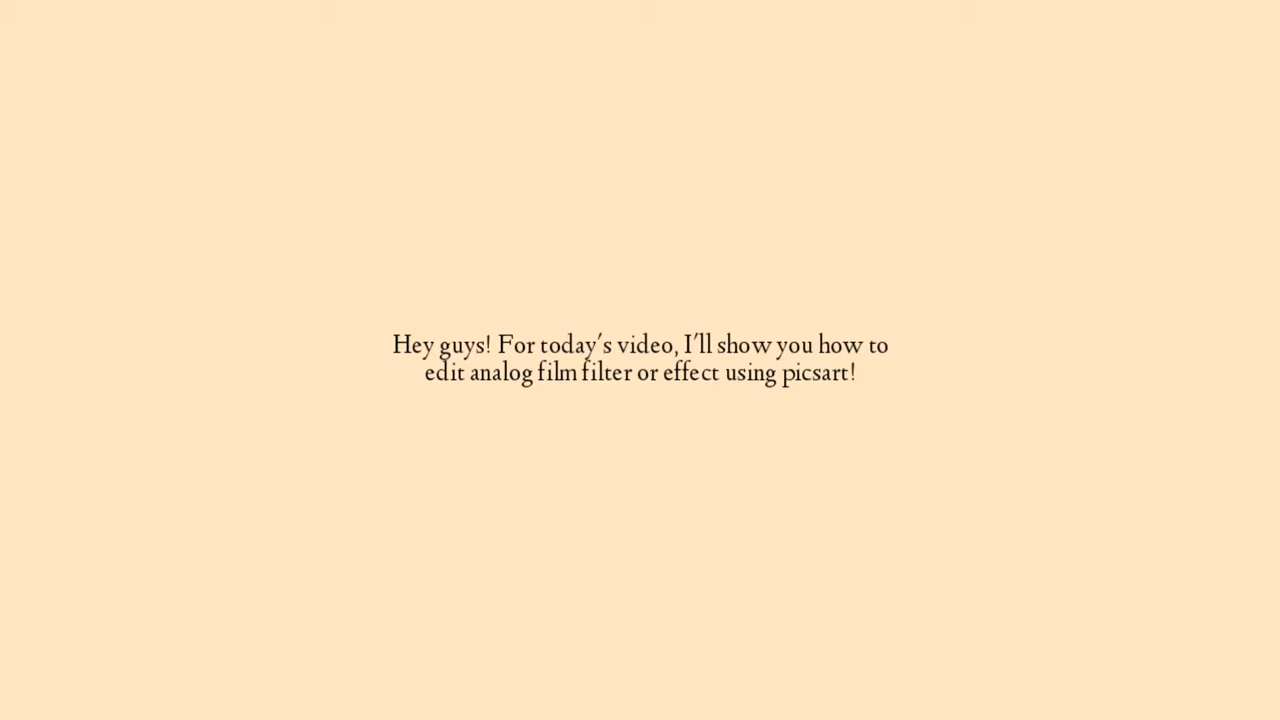 Hey guys! For today's video, I'll show you how to
edit analog film filter or effect using picsart!